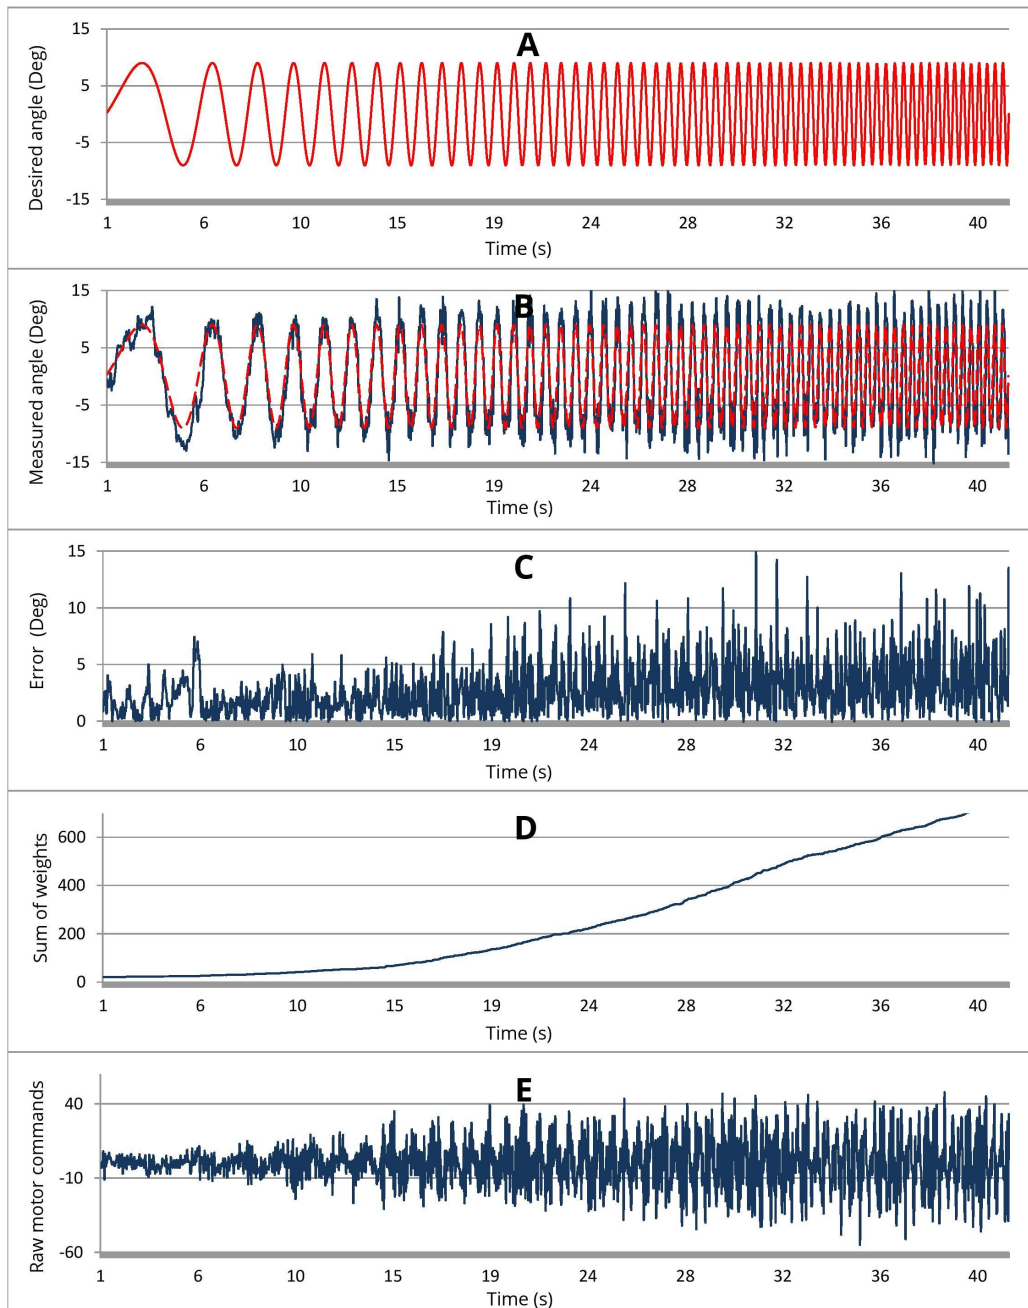 A
Desired angle (Deg)
15
5
-5
-15
1 6 10 15 19 24 28 32 36 40
Time (s)
B
Measured angle (Deg)
15
5
-5
-15
1 6 10 15 19 24 28 32 36 40
Time (s)
C
Error (Deg)
15
10
5
0
1 6 10 15 19 24 28 32 36 40
Time (s)
D
Sum of weights
600
400
200
0
1 6 10 15 19 24 28 32 36 40
Time (s)
E
Raw motor commands
40
-10
-60
1 6 10 15 19 24 28 32 36 40
Time (s)